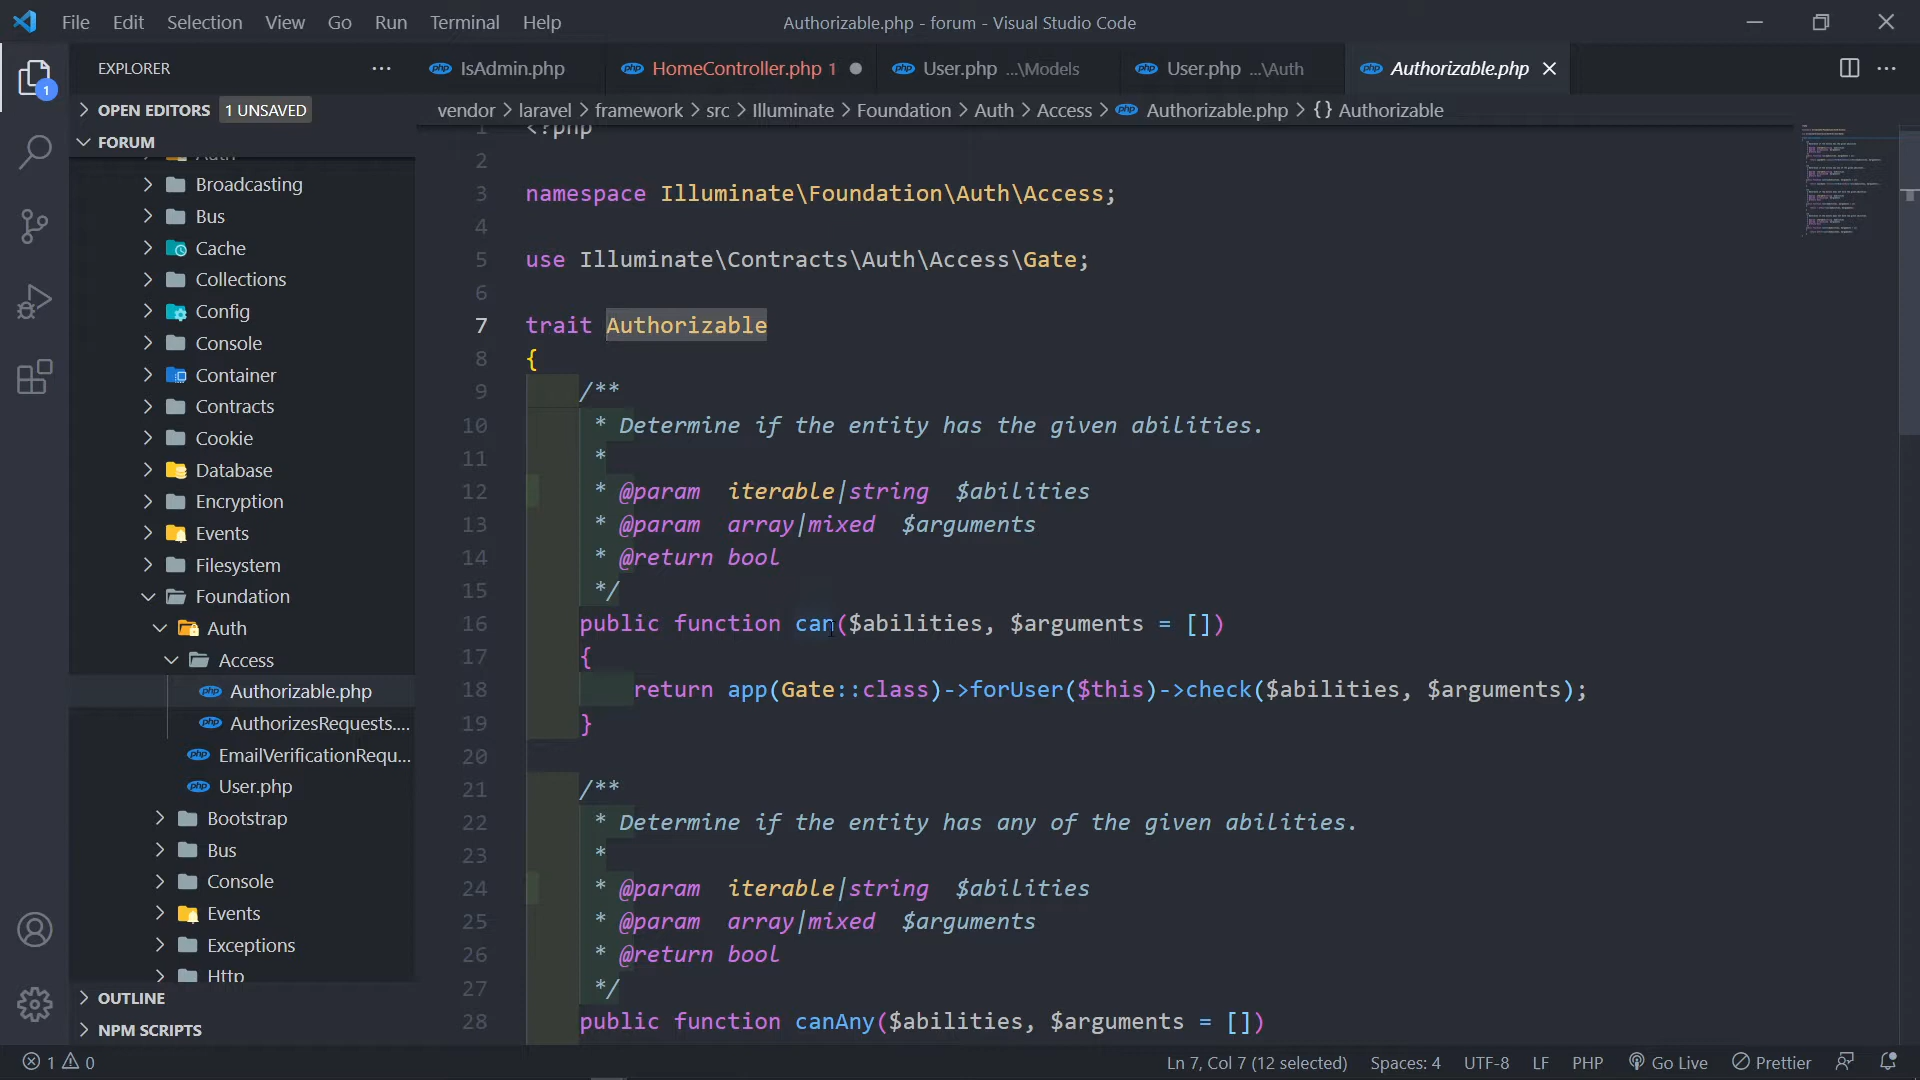 File Edit Selection View Go Run Terminal Help
Authorizable.php - forum - Visual Studio Code
EXPLORER
IsAdmin.php
HomeController.php 1
User.php ...\Models
User.php ...\Auth
Authorizable.php
1
OPEN EDITORS 1 UNSAVED
vendor > laravel > framework > src > Illuminate > Foundation > Auth > Access > Authorizable.php > {} Authorizable
FORUM
Auth
Broadcasting
Bus
Cache
Collections
Config
Console
Container
Contracts
Cookie
Database
Encryption
Events
Filesystem
Foundation
Auth
Access
Authorizable.php
AuthorizesRequests....
EmailVerificationRequ...
User.php
Bootstrap
Bus
Console
Events
Exceptions
Http
OUTLINE
NPM SCRIPTS
1 <?php
2
3 namespace Illuminate\Foundation\Auth\Access;
4
5 use Illuminate\Contracts\Auth\Access\Gate;
6
7 trait Authorizable
8 {
9 /**
10 * Determine if the entity has the given abilities.
11 *
12 * @param iterable|string $abilities
13 * @param array|mixed $arguments
14 * @return bool
15 */
16 public function can($abilities, $arguments = [])
17 {
18 return app(Gate::class)->forUser($this)->check($abilities, $arguments);
19 }
20
21 /**
22 * Determine if the entity has any of the given abilities.
23 *
24 * @param iterable|string $abilities
25 * @param array|mixed $arguments
26 * @return bool
27 */
28 public function canAny($abilities, $arguments = [])
1 0
Ln 7, Col 7 (12 selected) Spaces: 4 UTF-8 LF PHP Go Live Prettier